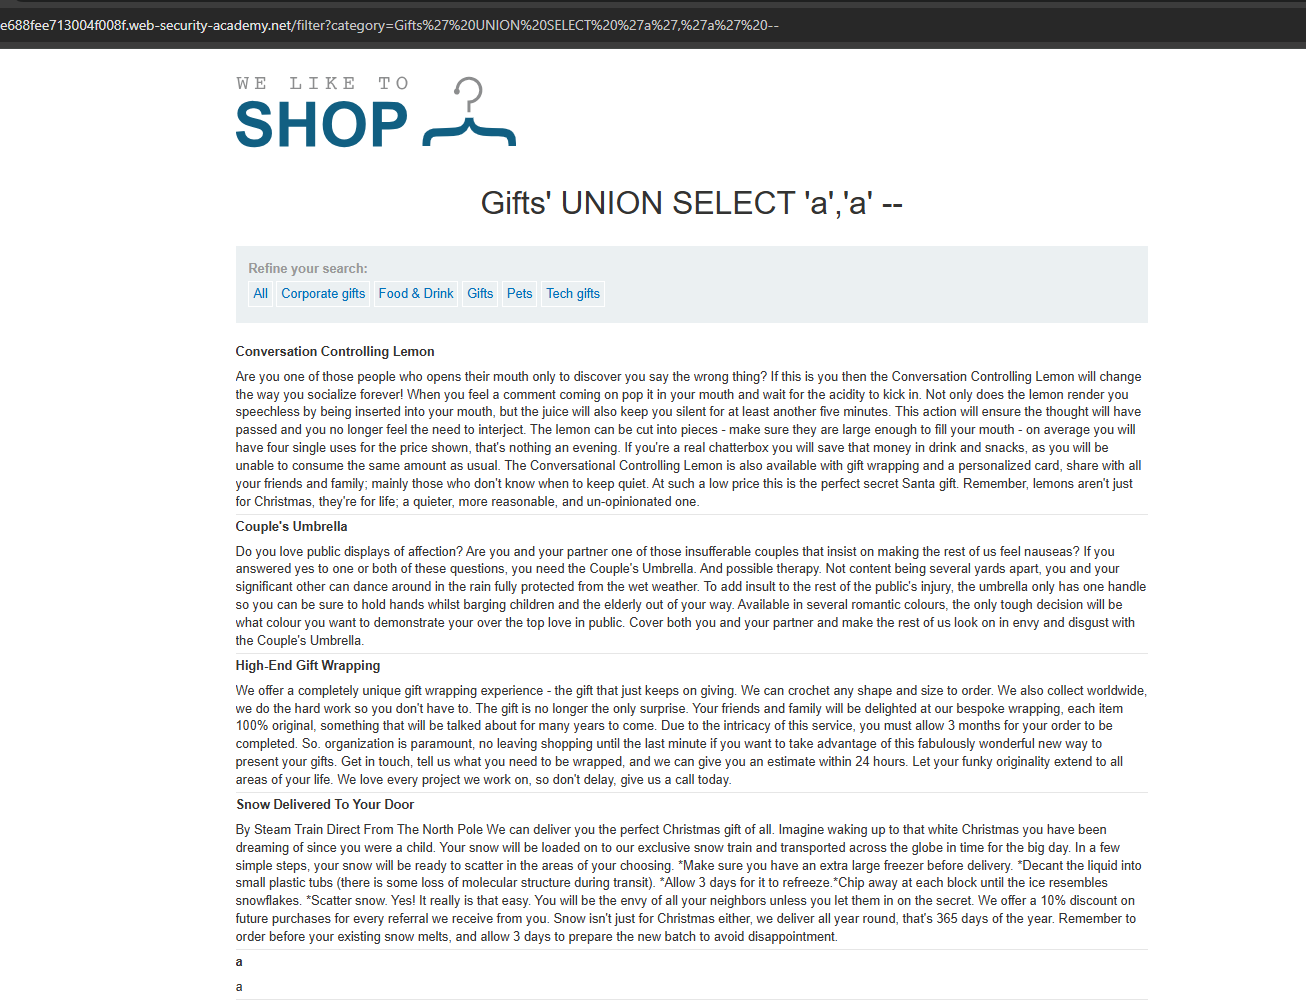 e688fee713004f008f.web-security-academy.net/filter?category=Gifts%27%20UNION%20SELECT%20%27a%27,%27a%27%20--
WE LIKE TO
SHOP
Gifts' UNION SELECT 'a','a' --
Refine your search:
All Corporate gifts Food & Drink Gifts Pets Tech gifts
Conversation Controlling Lemon
Are you one of those people who opens their mouth only to discover you say the wrong thing? If this is you then the Conversation Controlling Lemon will change
the way you socialize forever! When you feel a comment coming on pop it in your mouth and wait for the acidity to kick in. Not only does the lemon render you
speechless by being inserted into your mouth, but the juice will also keep you silent for at least another five minutes. This action will ensure the thought will have
passed and you no longer feel the need to interject. The lemon can be cut into pieces - make sure they are large enough to fill your mouth - on average you will
have four single uses for the price shown, that's nothing an evening. If you're a real chatterbox you will save that money in drink and snacks, as you will be
unable to consume the same amount as usual. The Conversational Controlling Lemon is also available with gift wrapping and a personalized card, share with all
your friends and family; mainly those who don't know when to keep quiet. At such a low price this is the perfect secret Santa gift. Remember, lemons aren't just
for Christmas, they're for life; a quieter, more reasonable, and un-opinionated one.
Couple's Umbrella
Do you love public displays of affection? Are you and your partner one of those insufferable couples that insist on making the rest of us feel nauseas? If you
answered yes to one or both of these questions, you need the Couple's Umbrella. And possible therapy. Not content being several yards apart, you and your
significant other can dance around in the rain fully protected from the wet weather. To add insult to the rest of the public's injury, the umbrella only has one handle
so you can be sure to hold hands whilst barging children and the elderly out of your way. Available in several romantic colours, the only tough decision will be
what colour you want to demonstrate your over the top love in public. Cover both you and your partner and make the rest of us look on in envy and disgust with
the Couple's Umbrella.
High-End Gift Wrapping
We offer a completely unique gift wrapping experience - the gift that just keeps on giving. We can crochet any shape and size to order. We also collect worldwide,
we do the hard work so you don't have to. The gift is no longer the only surprise. Your friends and family will be delighted at our bespoke wrapping, each item
100% original, something that will be talked about for many years to come. Due to the intricacy of this service, you must allow 3 months for your order to be
completed. So. organization is paramount, no leaving shopping until the last minute if you want to take advantage of this fabulously wonderful new way to
present your gifts. Get in touch, tell us what you need to be wrapped, and we can give you an estimate within 24 hours. Let your funky originality extend to all
areas of your life. We love every project we work on, so don't delay, give us a call today.
Snow Delivered To Your Door
By Steam Train Direct From The North Pole We can deliver you the perfect Christmas gift of all. Imagine waking up to that white Christmas you have been
dreaming of since you were a child. Your snow will be loaded on to our exclusive snow train and transported across the globe in time for the big day. In a few
simple steps, your snow will be ready to scatter in the areas of your choosing. *Make sure you have an extra large freezer before delivery. *Decant the liquid into
small plastic tubs (there is some loss of molecular structure during transit). *Allow 3 days for it to refreeze.*Chip away at each block until the ice resembles
snowflakes. *Scatter snow. Yes! It really is that easy. You will be the envy of all your neighbors unless you let them in on the secret. We offer a 10% discount on
future purchases for every referral we receive from you. Snow isn't just for Christmas either, we deliver all year round, that's 365 days of the year. Remember to
order before your existing snow melts, and allow 3 days to prepare the new batch to avoid disappointment.
a
a